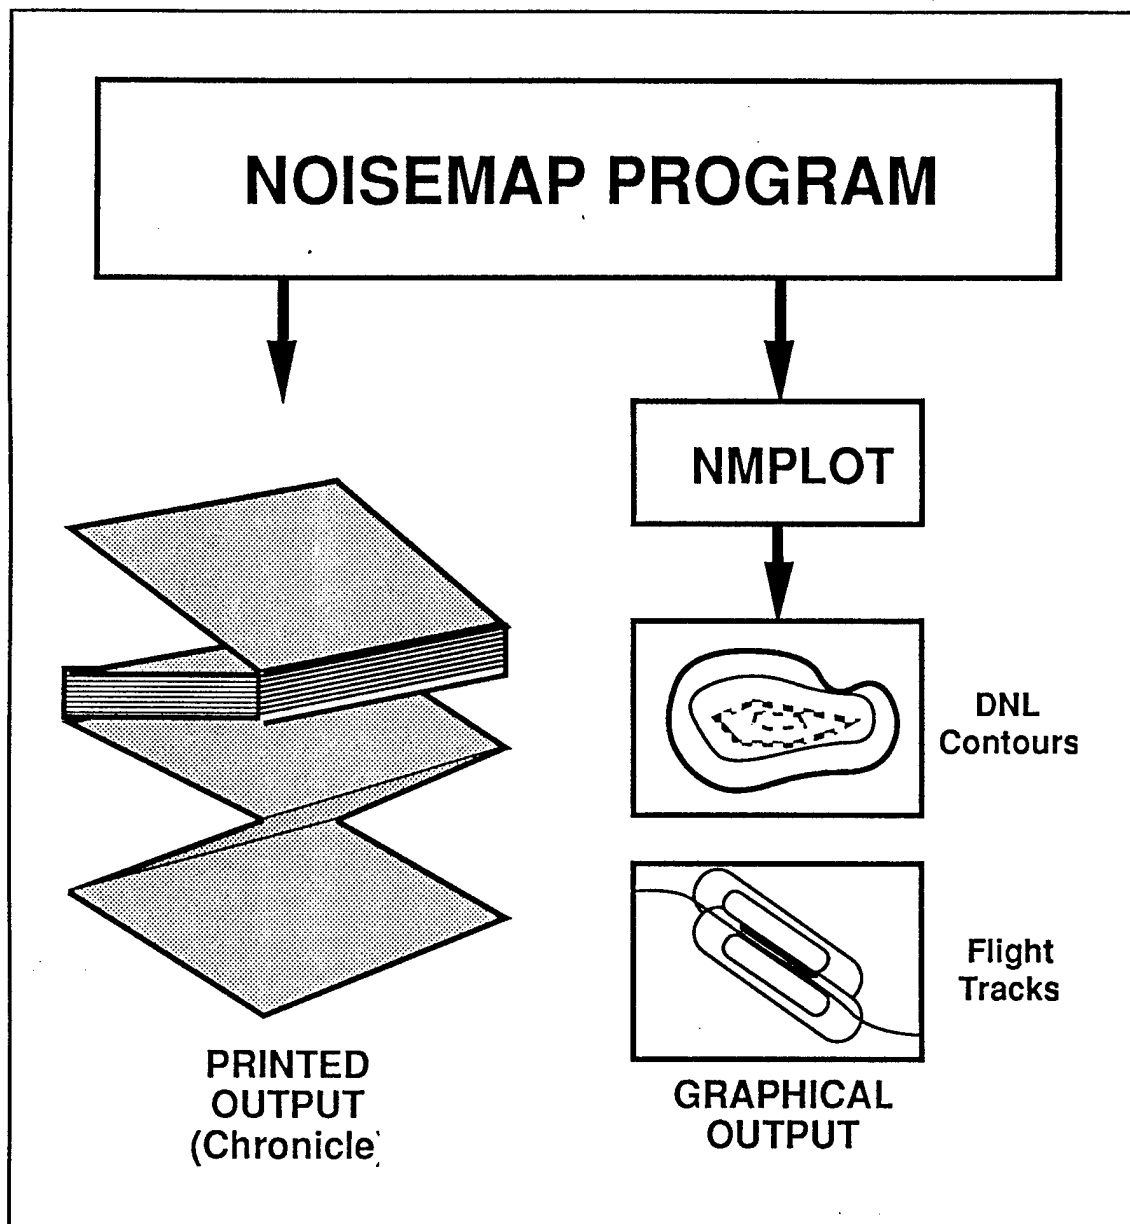 NOISEMAP PROGRAM
NMPLOT
DNL
Contours
Flight
Tracks
PRINTED
OUTPUT
(Chronicle)
GRAPHICAL
OUTPUT